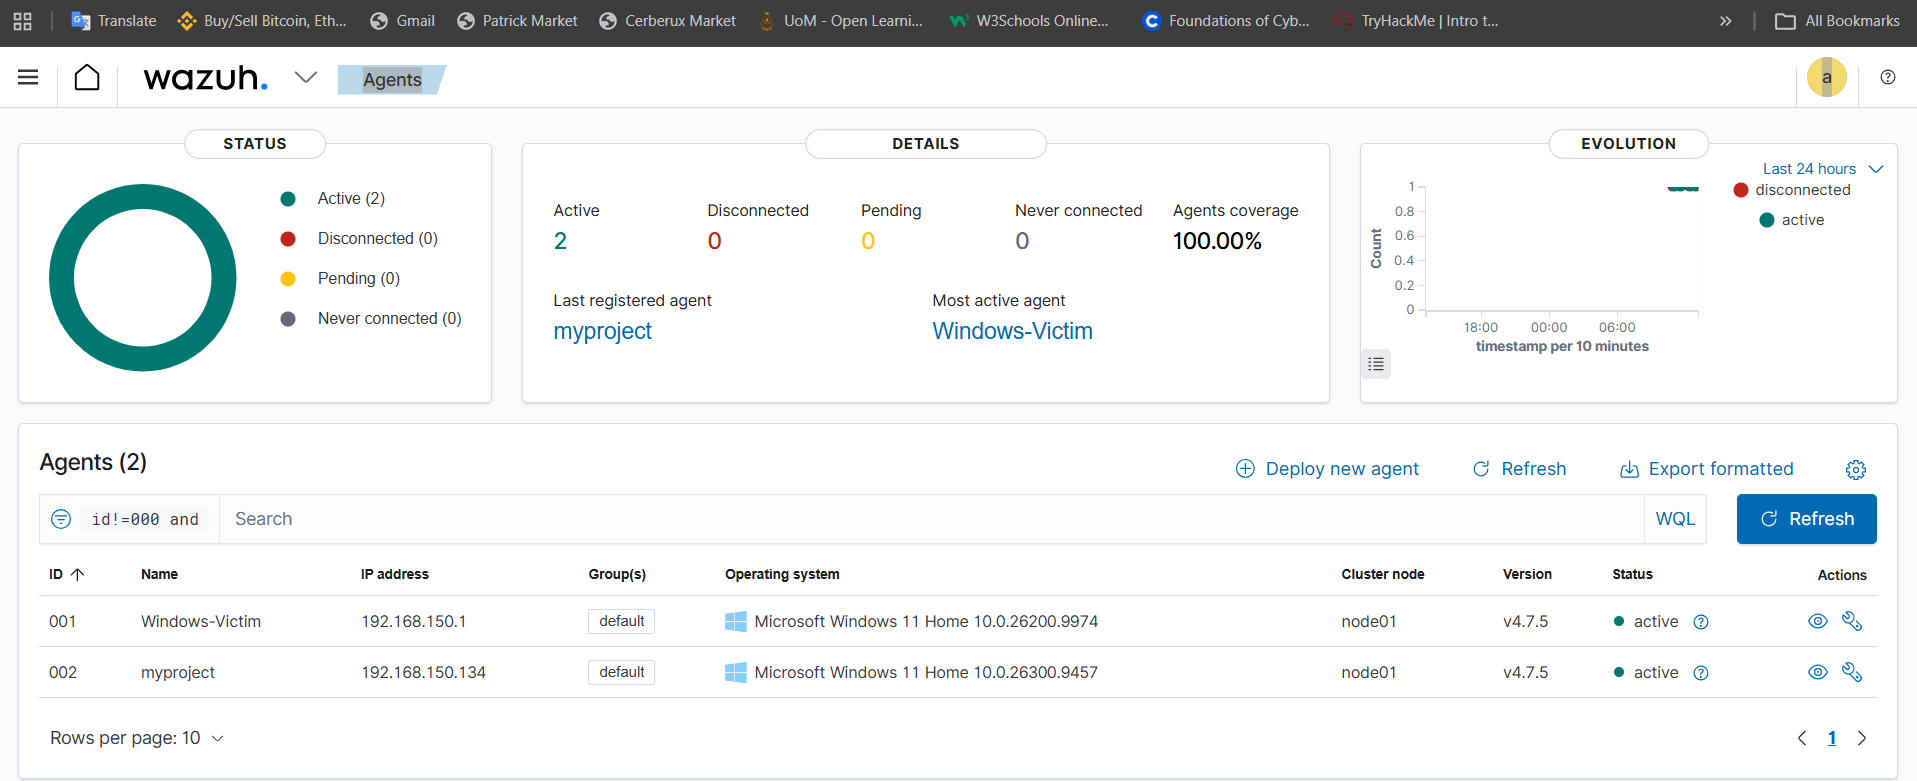 Translate Buy/Sell Bitcoin, Eth... Gmail Patrick Market Cerberux Market UoM - Open Learni... W3Schools Online... Foundations of Cyb... TryHackMe | Intro t... » All Bookmarks
wazuh. Agents a
STATUS
Active (2)
Disconnected (0)
Pending (0)
Never connected (0)
DETAILS
Active Disconnected Pending Never connected Agents coverage
2 0 0 0 100.00%
Last registered agent Most active agent
myproject Windows-Victim
EVOLUTION
Last 24 hours
disconnected
active
Count
1
0.8
0.6
0.4
0.2
0
18:00 00:00 06:00
timestamp per 10 minutes
Agents (2) Deploy new agent Refresh Export formatted
id!=000 and Search WQL Refresh
ID Name IP address Group(s) Operating system Cluster node Version Status Actions
001 Windows-Victim 192.168.150.1 default Microsoft Windows 11 Home 10.0.26200.9974 node01 v4.7.5 active
002 myproject 192.168.150.134 default Microsoft Windows 11 Home 10.0.26300.9457 node01 v4.7.5 active
Rows per page: 10 1